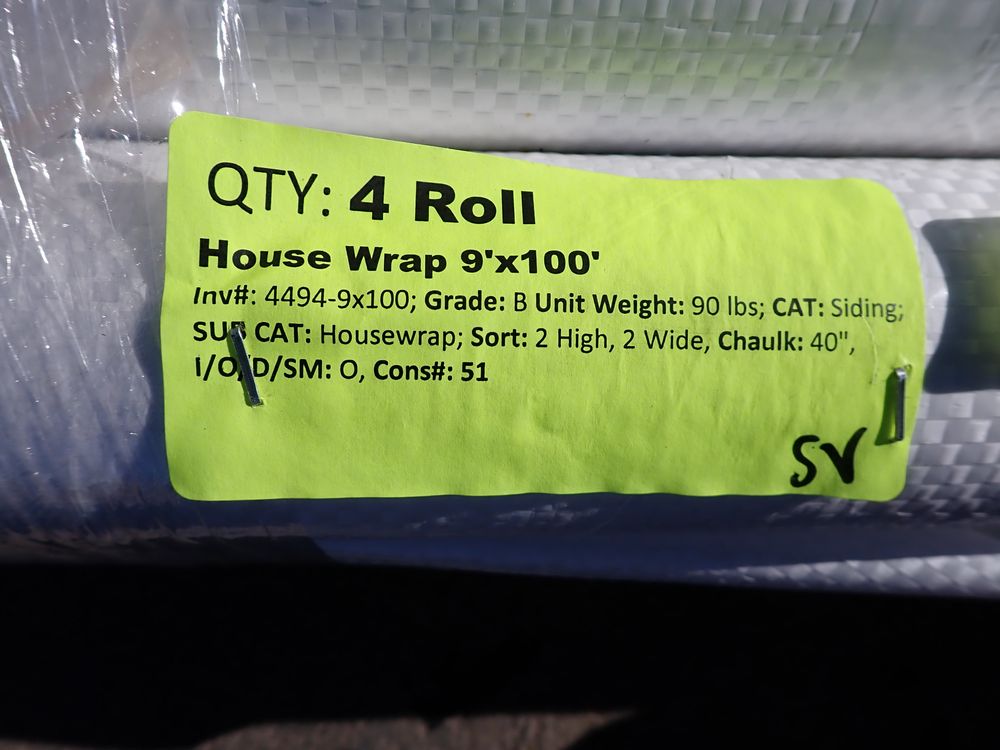 QTY: 4 Roll
House Wrap 9'x100'
Inv#: 4494-9x100; Grade: B Unit Weight: 90 lbs; CAT: Siding;
SUB CAT: Housewrap; Sort: 2 High, 2 Wide, Chaulk: 40",
I/O/D/SM: O, Cons#: 51
SV